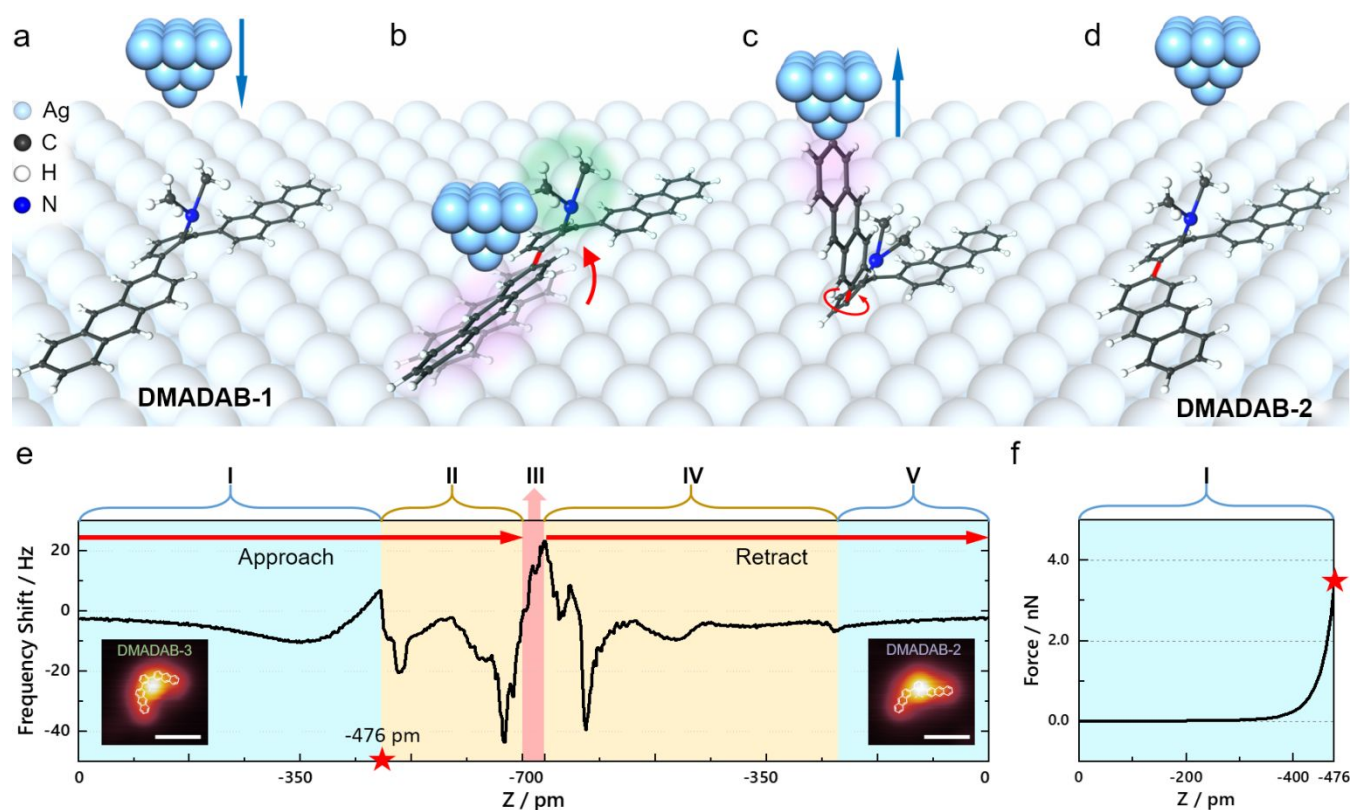 a
b
c
d
Ag
C
H
N
DMADAB-1
DMADAB-2
e
f
I
II
III
IV
V
I
Approach
Retract
Frequency Shift / Hz
20
0
-20
-40
DMADAB-3
DMADAB-2
-476 pm
0
-350
-700
-350
0
Z / pm
Force / nN
4.0
2.0
0.0
0
-200
-400
-476
Z / pm